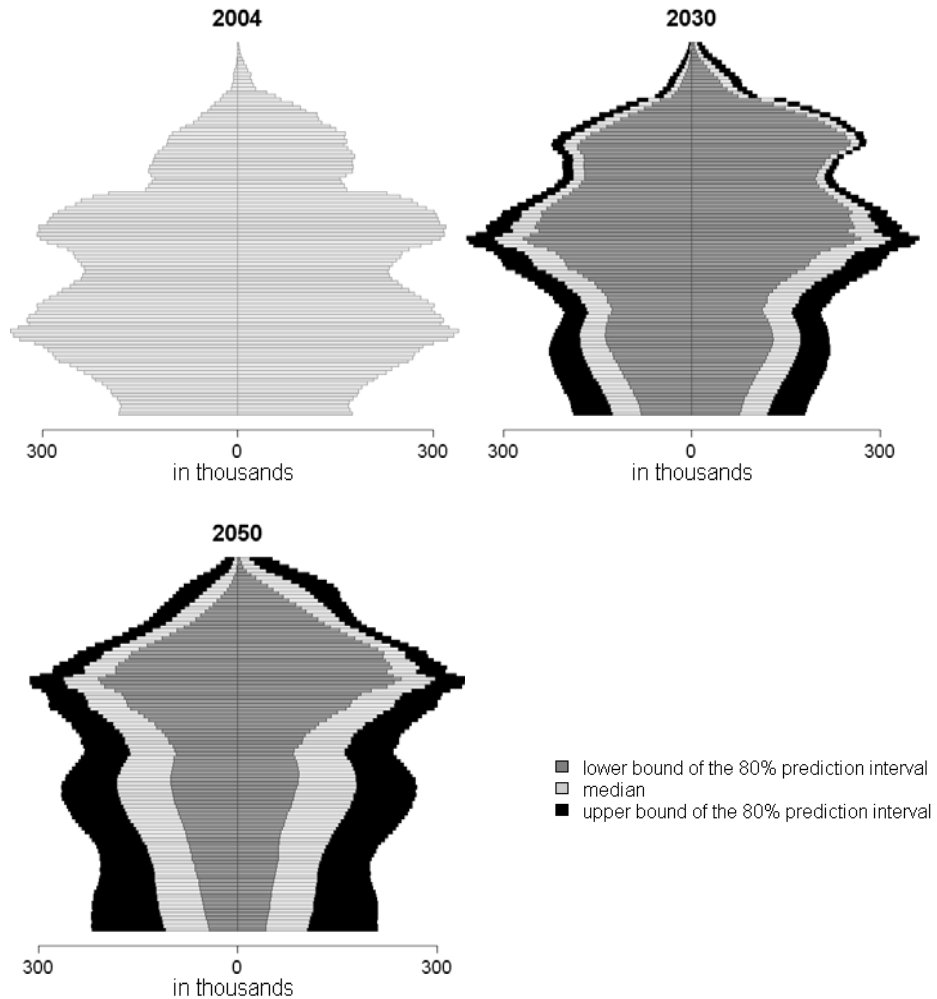 2004
300 0 300
in thousands
2030
300 0 300
in thousands
2050
300 0 300
in thousands
lower bound of the 80% prediction interval
median
upper bound of the 80% prediction interval